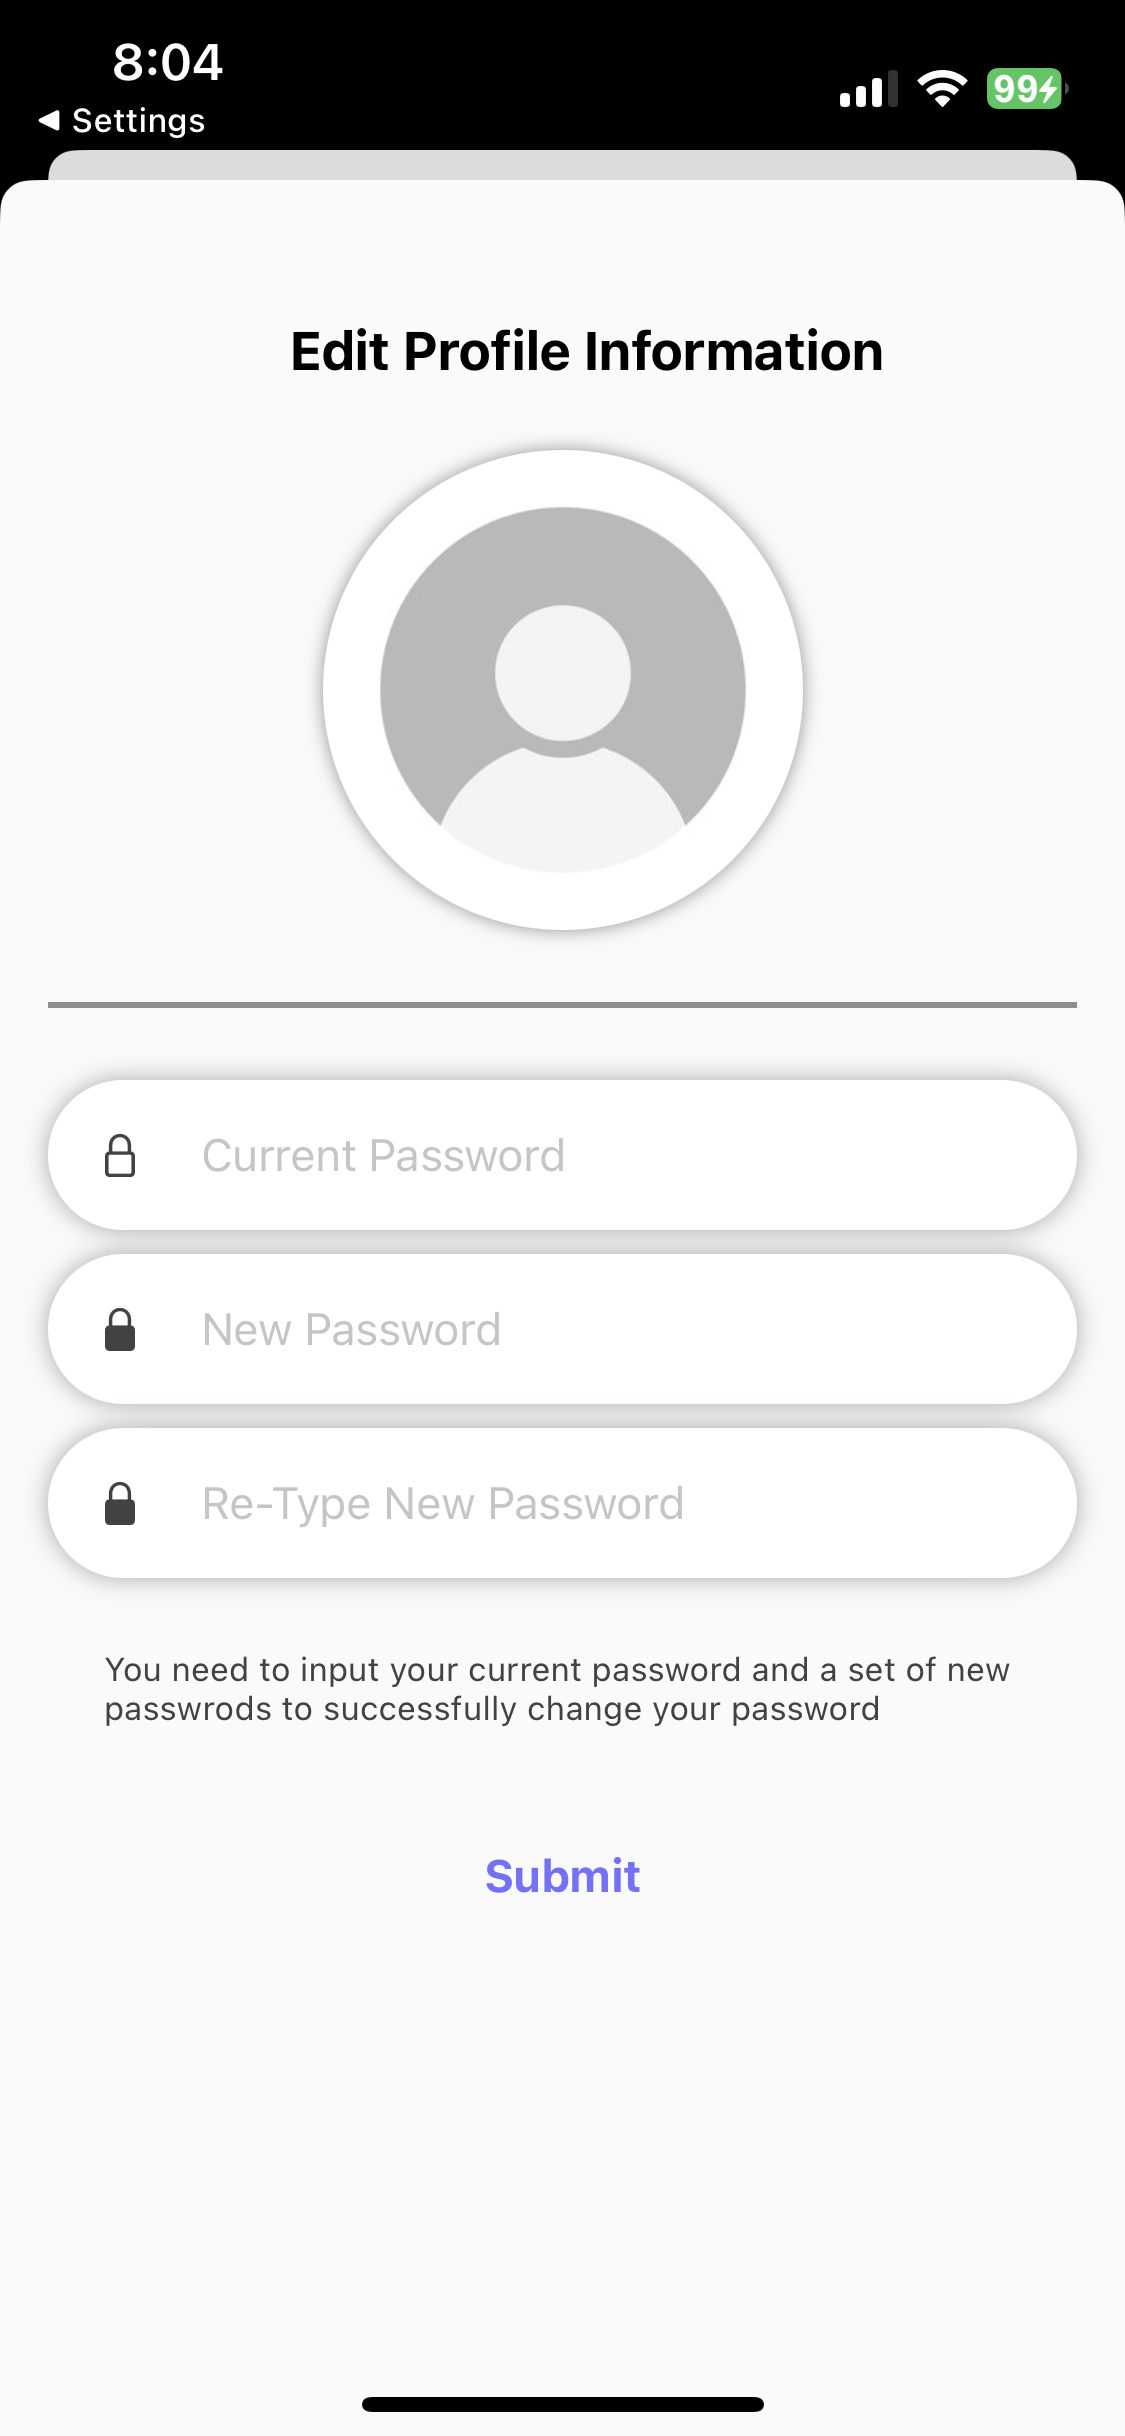 8:04
◀ Settings
99
Edit Profile Information
Current Password
New Password
Re-Type New Password
You need to input your current password and a set of new
passwrods to successfully change your password
Submit